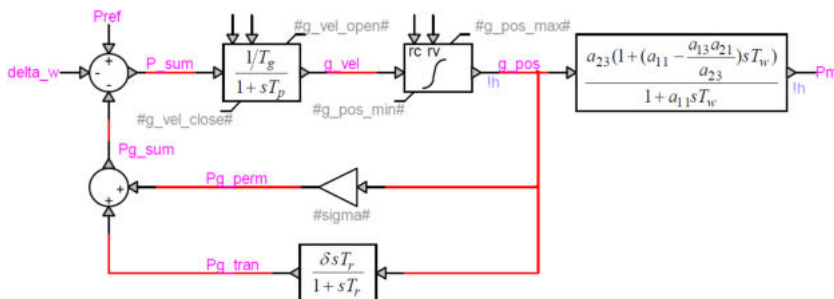 Pref
#g_vel_open#
#g_pos_max#
delta_w
+
-
-
P_sum
1/T_g
1 + sT_p
g_vel
rc rv
∫
g_pos
!h
a_23(1 + (a_11 − a_13a_21/a_23)sT_w)
1 + a_11sT_w
Pm
!h
#g_vel_close#
#g_pos_min#
Pg_sum
+
+
Pg_perm
#sigma#
Pg_tran
δsT_r
1 + sT_r